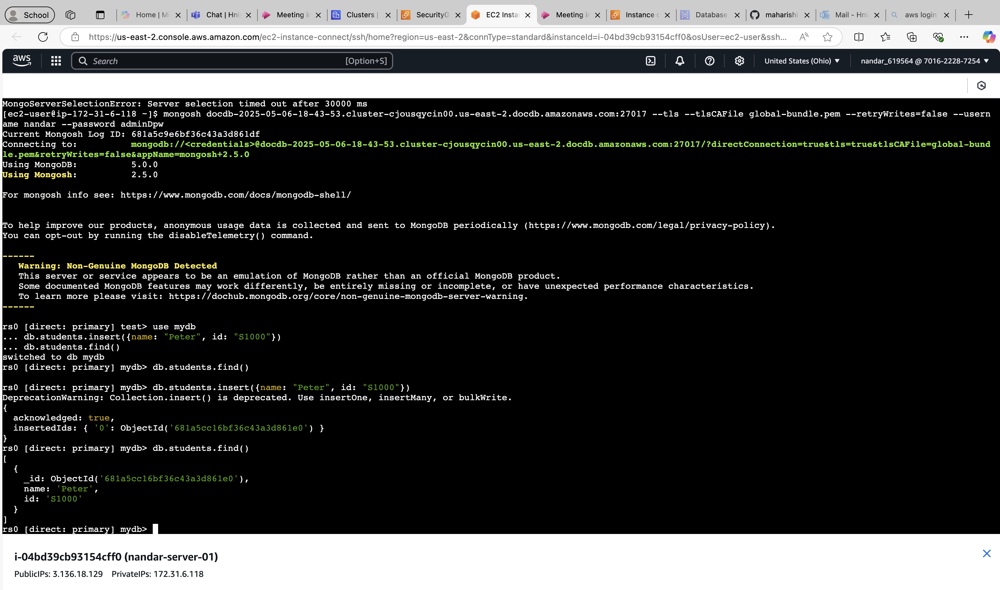 School
Home | Mi
Chat | Hni
Meeting in
Clusters |
SecurityG
EC2 Instan
Meeting in
Instance c
Database
maharishi
Mail - Hni
aws login
https://us-east-2.console.aws.amazon.com/ec2-instance-connect/ssh/home?region=us-east-2&connType=standard&instanceId=i-04bd39cb93154cff0&osUser=ec2-user&ssh...
aws
Search
[Option+S]
United States (Ohio)
nandar_619564 @ 7016-2228-7254
MongoServerSelectionError: Server selection timed out after 30000 ms
[ec2-user@ip-172-31-6-118 ~]$ mongosh docdb-2025-05-06-18-43-53.cluster-cjousqycin00.us-east-2.docdb.amazonaws.com:27017 --tls --tlsCAFile global-bundle.pem --retryWrites=false --usern
ame nandar --password adminDpw
Current Mongosh Log ID: 681a5c9e6bf36c43a3d861df
Connecting to: mongodb://<credentials>@docdb-2025-05-06-18-43-53.cluster-cjousqycin00.us-east-2.docdb.amazonaws.com:27017/?directConnection=true&tls=true&tlsCAFile=global-bund
le.pem&retryWrites=false&appName=mongosh+2.5.0
Using MongoDB: 5.0.0
Using Mongosh: 2.5.0
For mongosh info see: https://www.mongodb.com/docs/mongodb-shell/
To help improve our products, anonymous usage data is collected and sent to MongoDB periodically (https://www.mongodb.com/legal/privacy-policy).
You can opt-out by running the disableTelemetry() command.
------
Warning: Non-Genuine MongoDB Detected
This server or service appears to be an emulation of MongoDB rather than an official MongoDB product.
Some documented MongoDB features may work differently, be entirely missing or incomplete, or have unexpected performance characteristics.
To learn more please visit: https://dochub.mongodb.org/core/non-genuine-mongodb-server-warning.
------
rs0 [direct: primary] test> use mydb
... db.students.insert({name: "Peter", id: "S1000"})
... db.students.find()
switched to db mydb
rs0 [direct: primary] mydb> db.students.find()
rs0 [direct: primary] mydb> db.students.insert({name: "Peter", id: "S1000"})
DeprecationWarning: Collection.insert() is deprecated. Use insertOne, insertMany, or bulkWrite.
{
acknowledged: true,
insertedIds: { '0': ObjectId('681a5cc16bf36c43a3d861e0') }
}
rs0 [direct: primary] mydb> db.students.find()
[
{
_id: ObjectId('681a5cc16bf36c43a3d861e0'),
name: 'Peter',
id: 'S1000'
}
]
rs0 [direct: primary] mydb>
i-04bd39cb93154cff0 (nandar-server-01)
PublicIPs: 3.136.18.129 PrivateIPs: 172.31.6.118